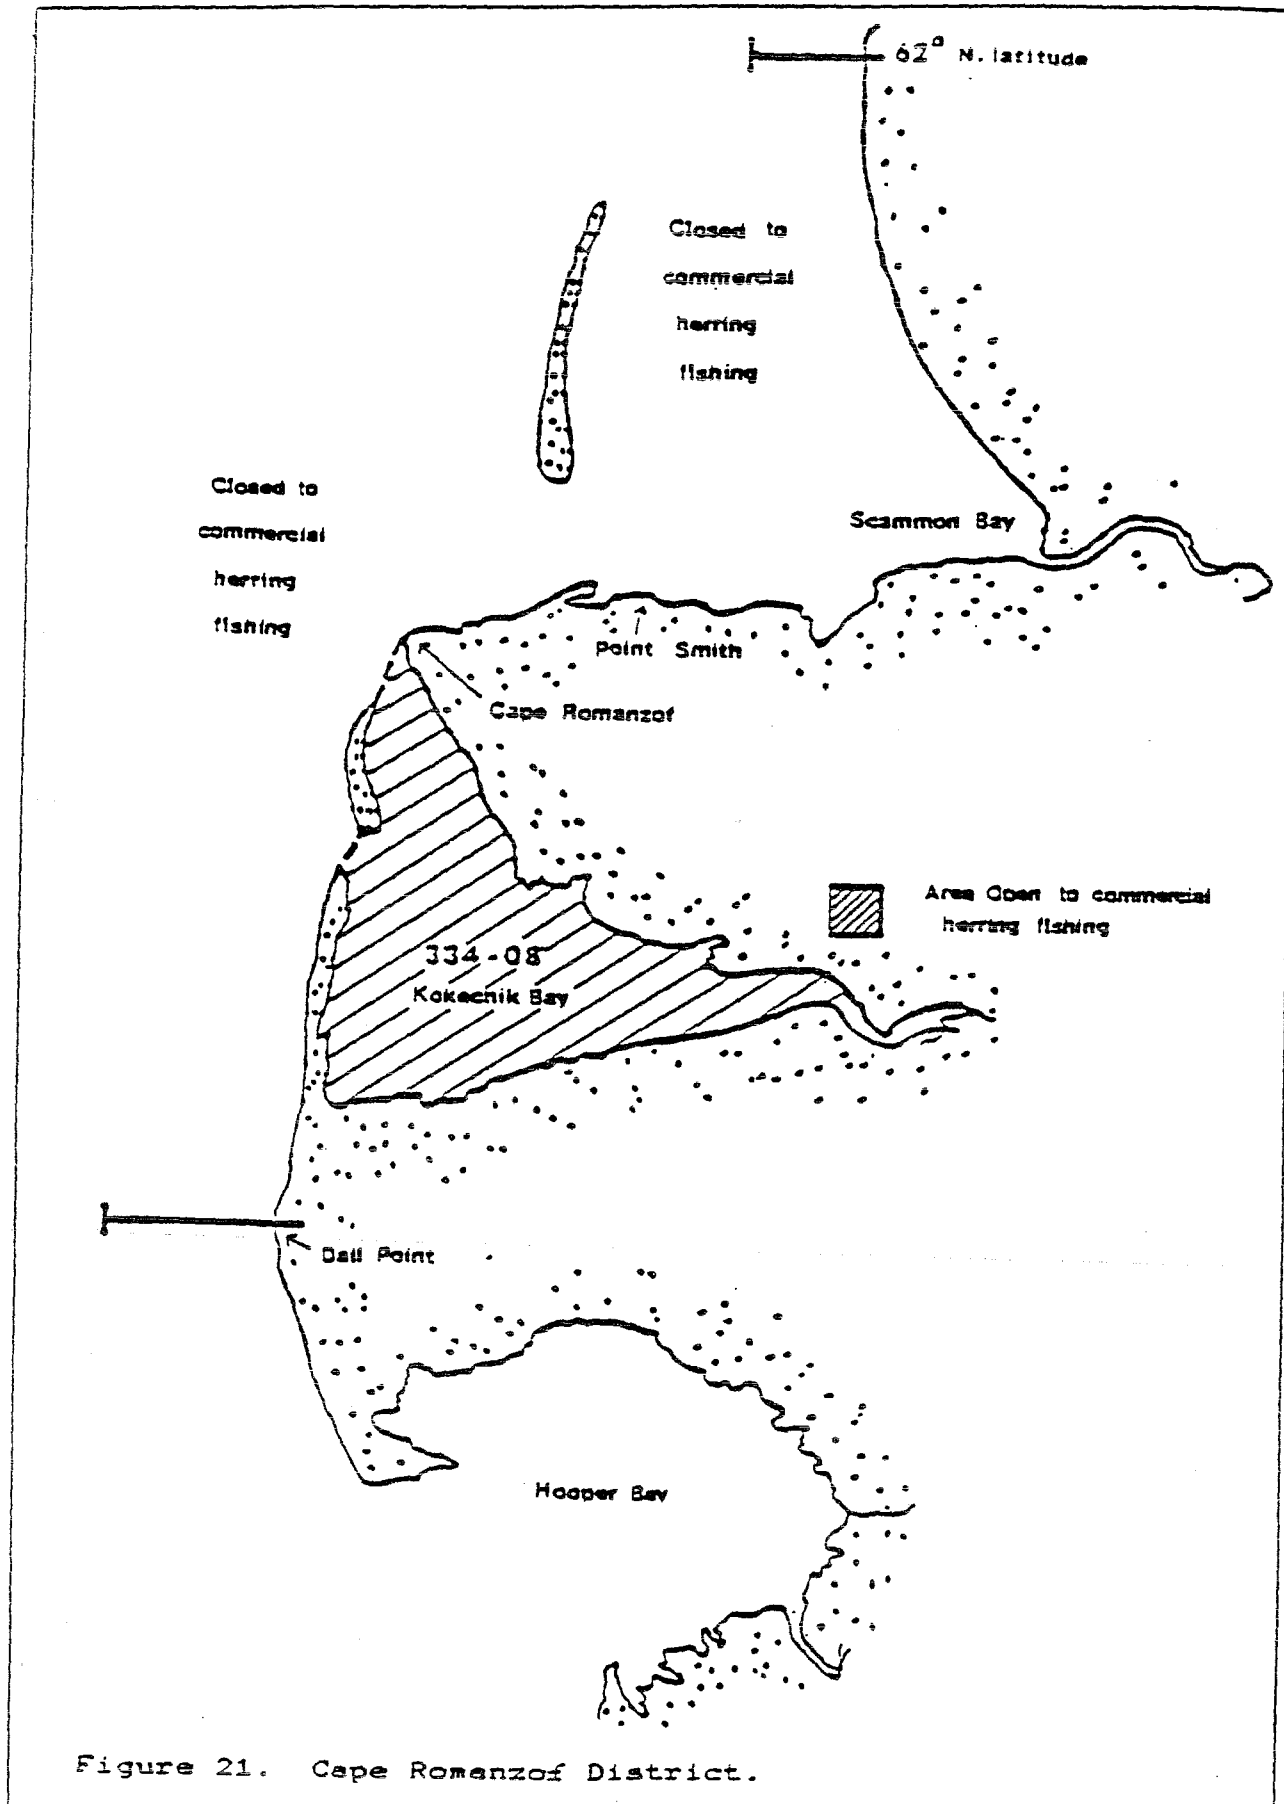 62° N. latitude
Closed to
commercial
herring
fishing
Closed to
commercial
herring
fishing
Scammon Bay
Point Smith
Cape Romanzof
Area Open to commercial
herring fishing
334-08
Kokechik Bay
Dall Point
Hooper Bay
Figure 21. Cape Romanzof District.